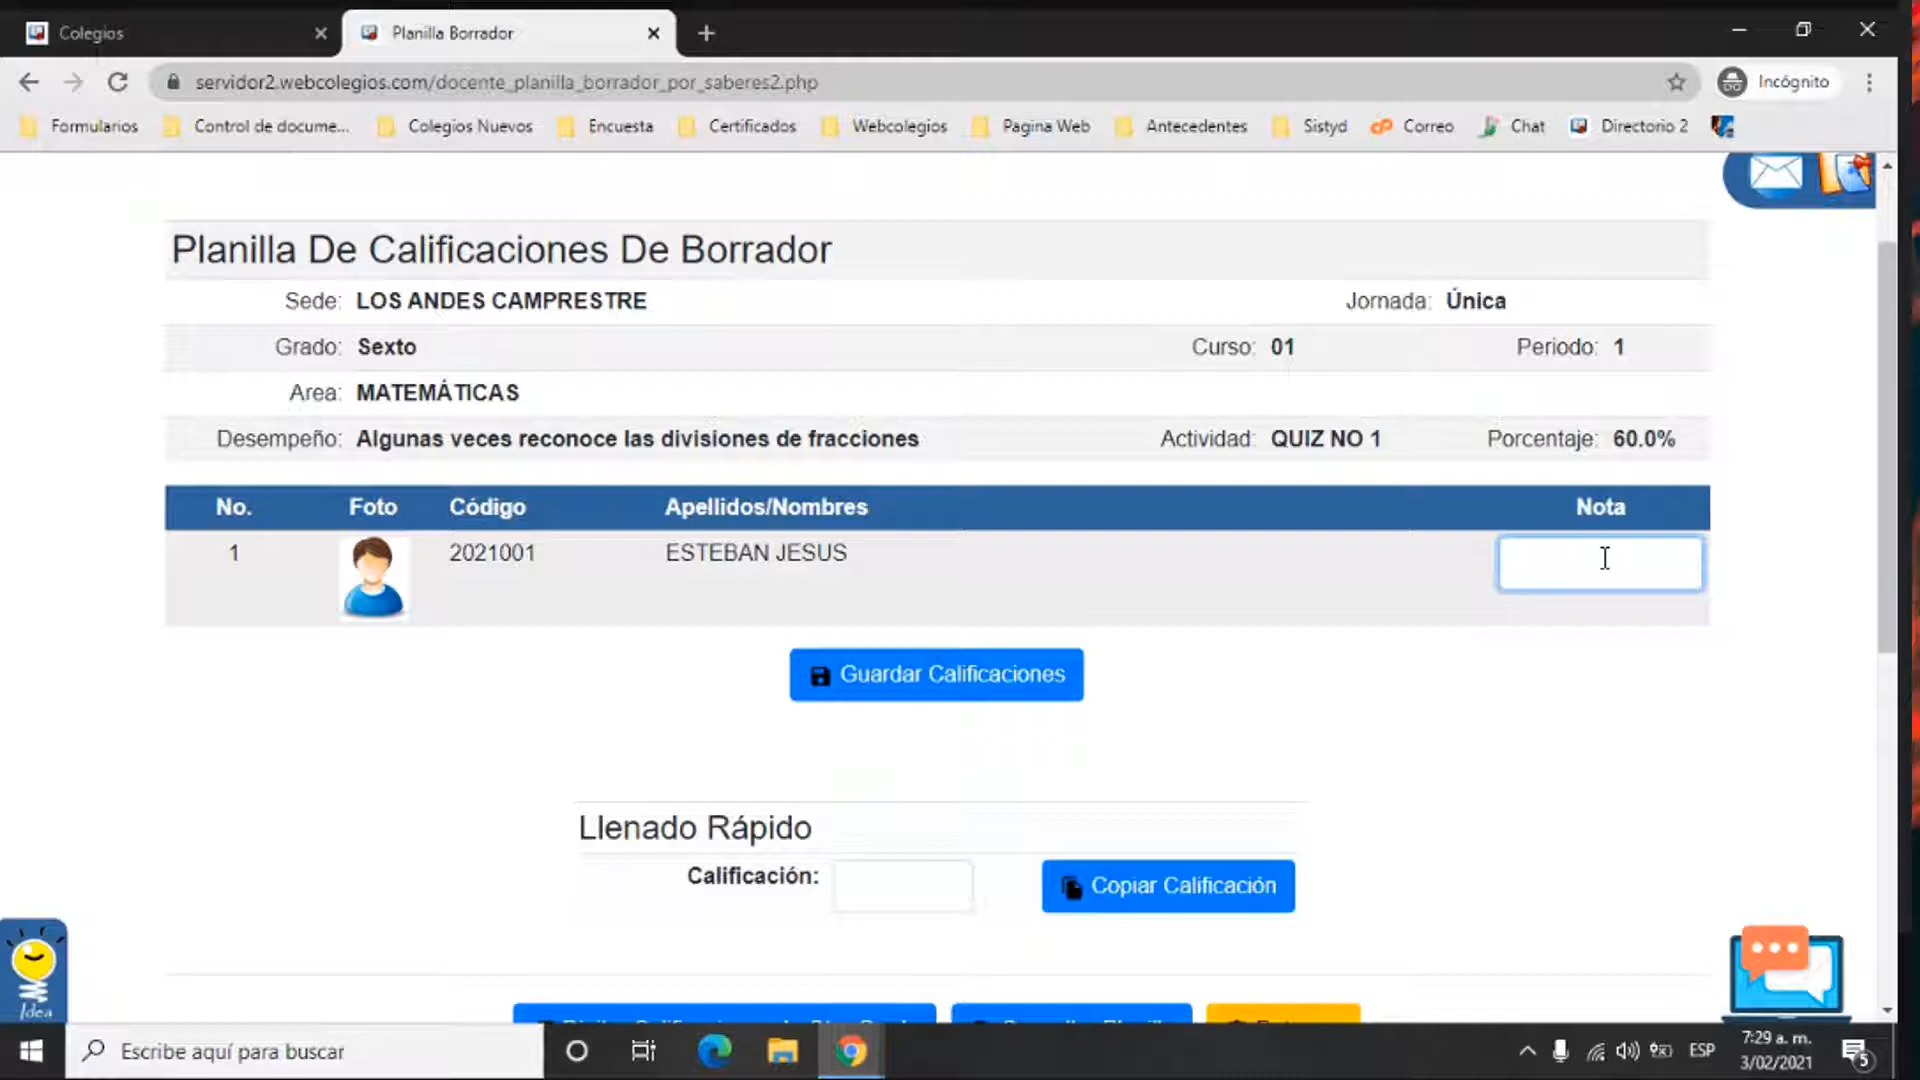 Colegios
Planilla Borrador
servidor2.webcolegios.com/docente_planilla_borrador_por_saberes2.php
Incógnito
Formularios Control de docume... Colegios Nuevos Encuesta Certificados Webcolegios Pagina Web Antecedentes Sistyd Correo Chat Directorio 2
Planilla De Calificaciones De Borrador
Sede: LOS ANDES CAMPRESTRE Jornada: Única
Grado: Sexto Curso: 01 Periodo: 1
Area: MATEMÁTICAS
Desempeño: Algunas veces reconoce las divisiones de fracciones Actividad: QUIZ NO 1 Porcentaje: 60.0%
No. Foto Código Apellidos/Nombres Nota
1 2021001 ESTEBAN JESUS
Guardar Calificaciones
Llenado Rápido
Calificación:
Copiar Calificación
Idea
Escribe aquí para buscar
ESP
7:29 a. m.
3/02/2021
5